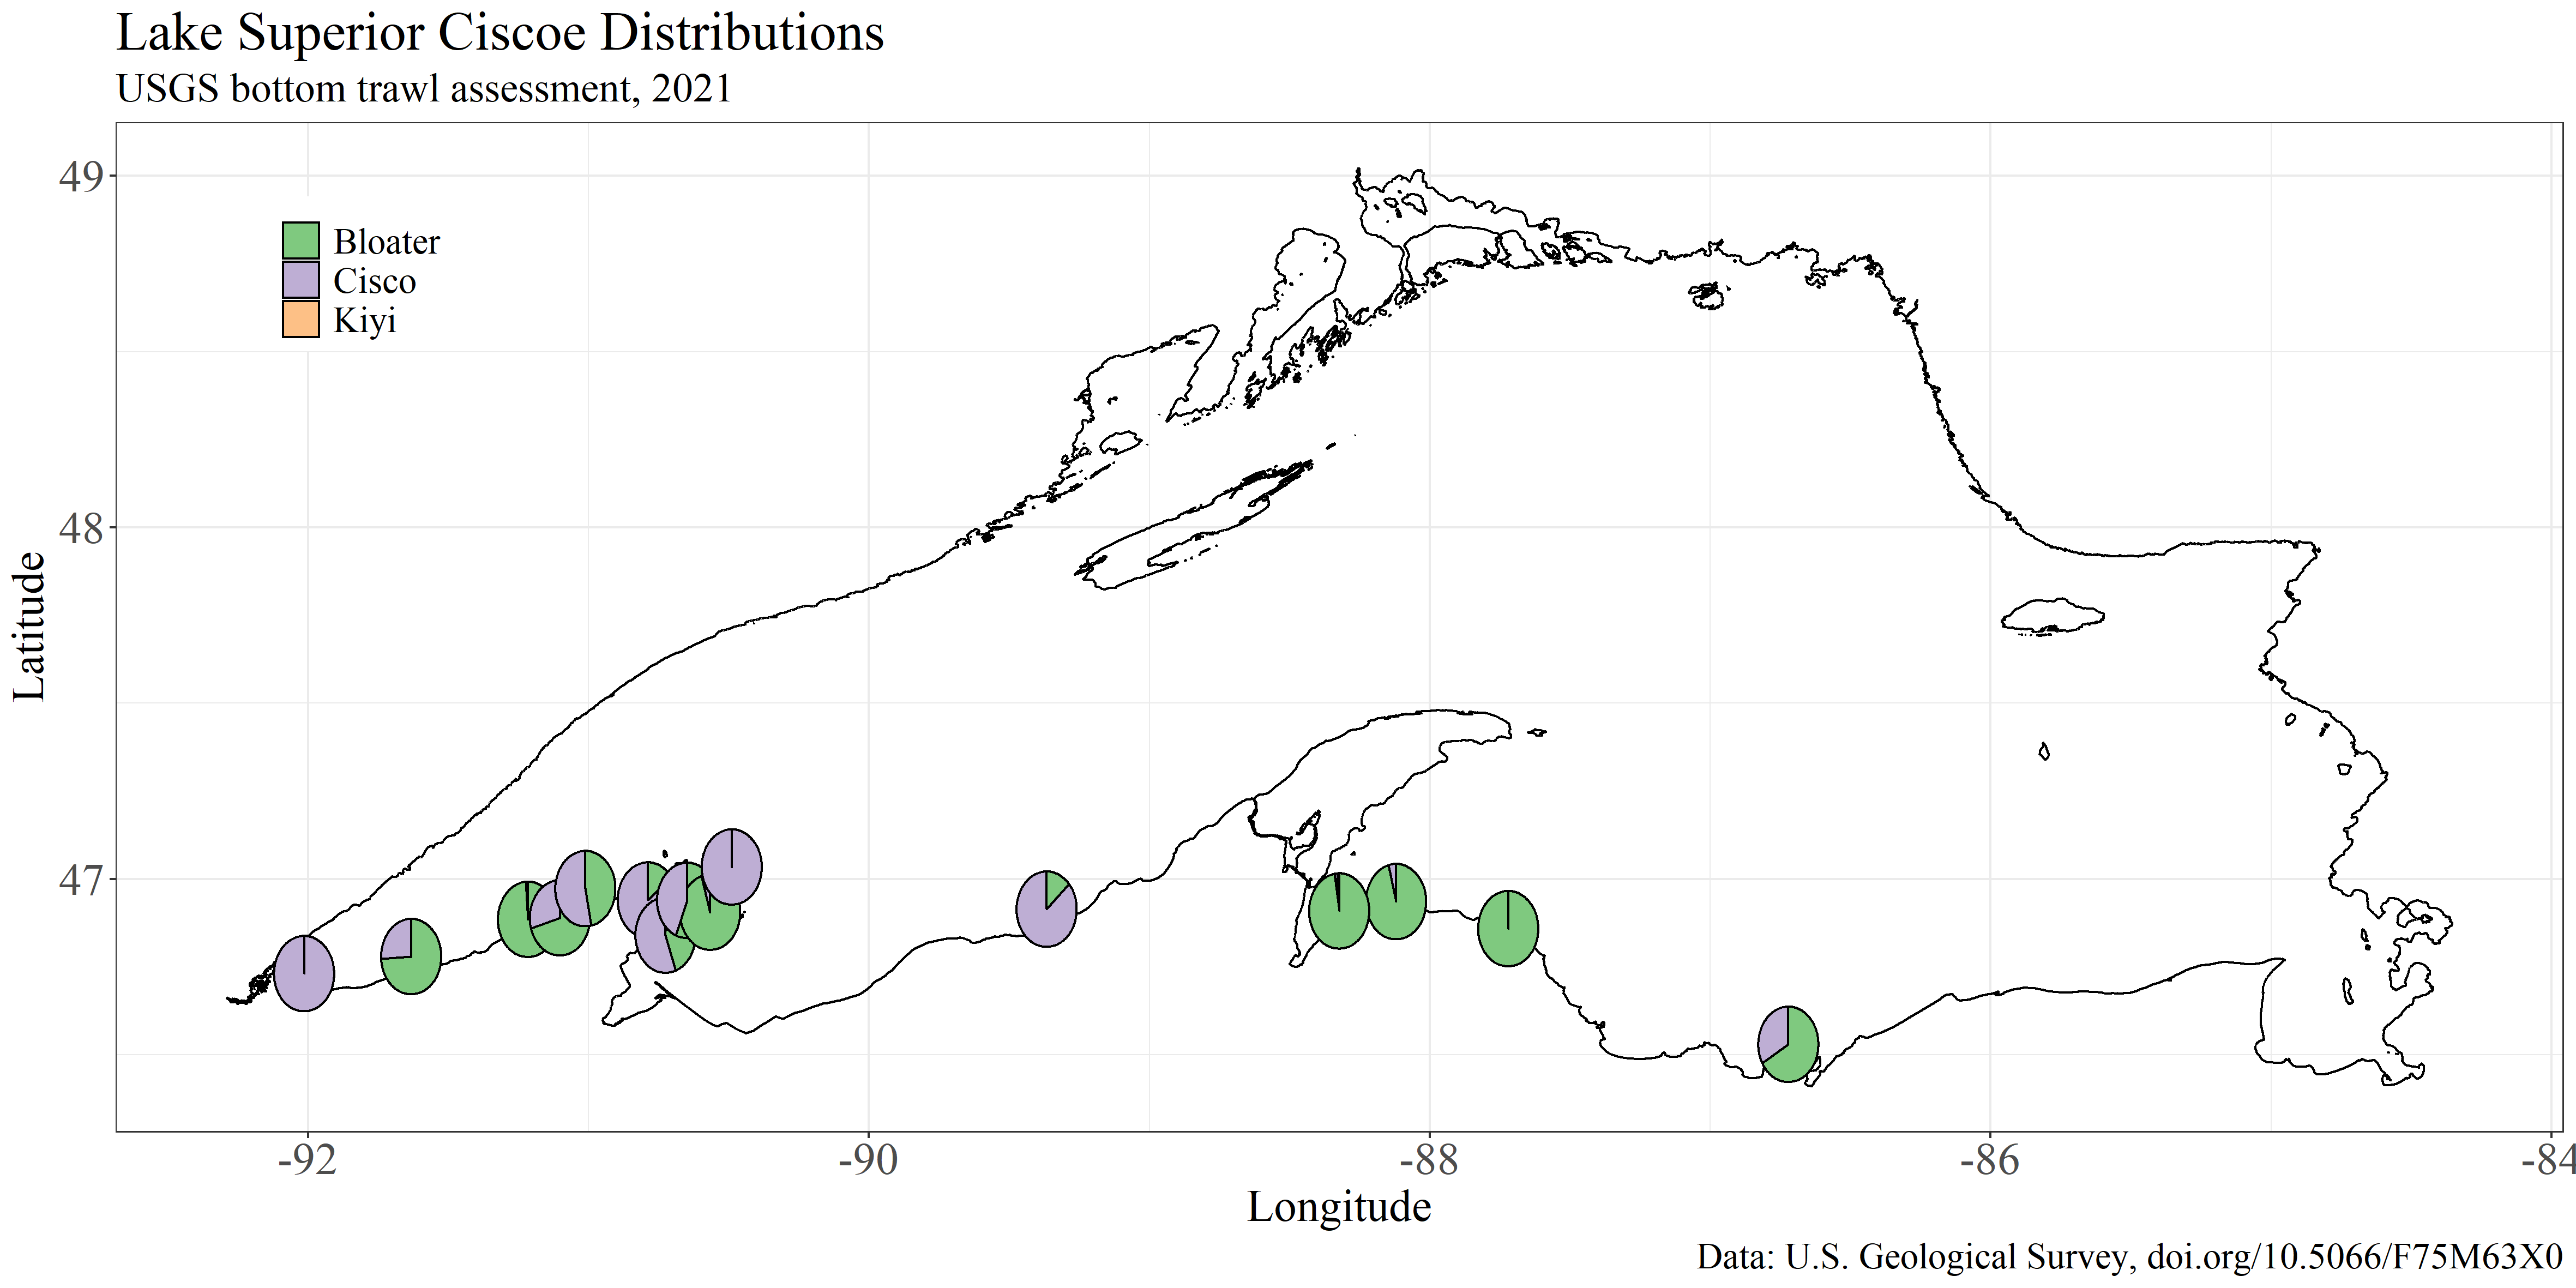 Lake Superior Ciscoe Distributions
USGS bottom trawl assessment, 2021
Bloater
Cisco
Kiyi
49
48
47
Latitude
-92 -90 -88 -86 -84
Longitude
Data: U.S. Geological Survey, doi.org/10.5066/F75M63X0